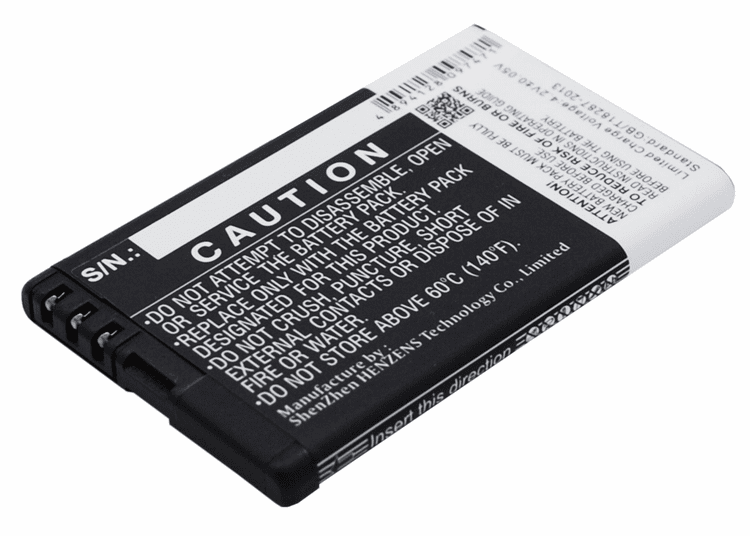 Limited Charge Voltage 4.2V±0.05V
Standard:GB/T18287-2013
4894128097471
ATTENTION!
NEW BATTERY PACK MUST BE FULLY
CHARGED BEFORE USE.
TO REDUCE RISK OF FIRE OR BURNS
READ INSTRUCTIONS IN OPERATING GUIDE
BEFORE USING THE BATTERY
S/N.:
CAUTION
•DO NOT ATTEMPT TO DISASSEMBLE, OPEN
OR SERVICE THE BATTERY PACK.
•REPLACE ONLY WITH THE BATTERY PACK
DESIGNATED FOR THIS PRODUCT.
•DO NOT CRUSH, PUNCTURE, SHORT
EXTERNAL CONTACTS OR DISPOSE OF IN
FIRE OR WATER.
•DO NOT STORE ABOVE 60°C (140°F).
Manufacture by :
ShenZhen HENZENS Technology Co., Limited
Insert this direction